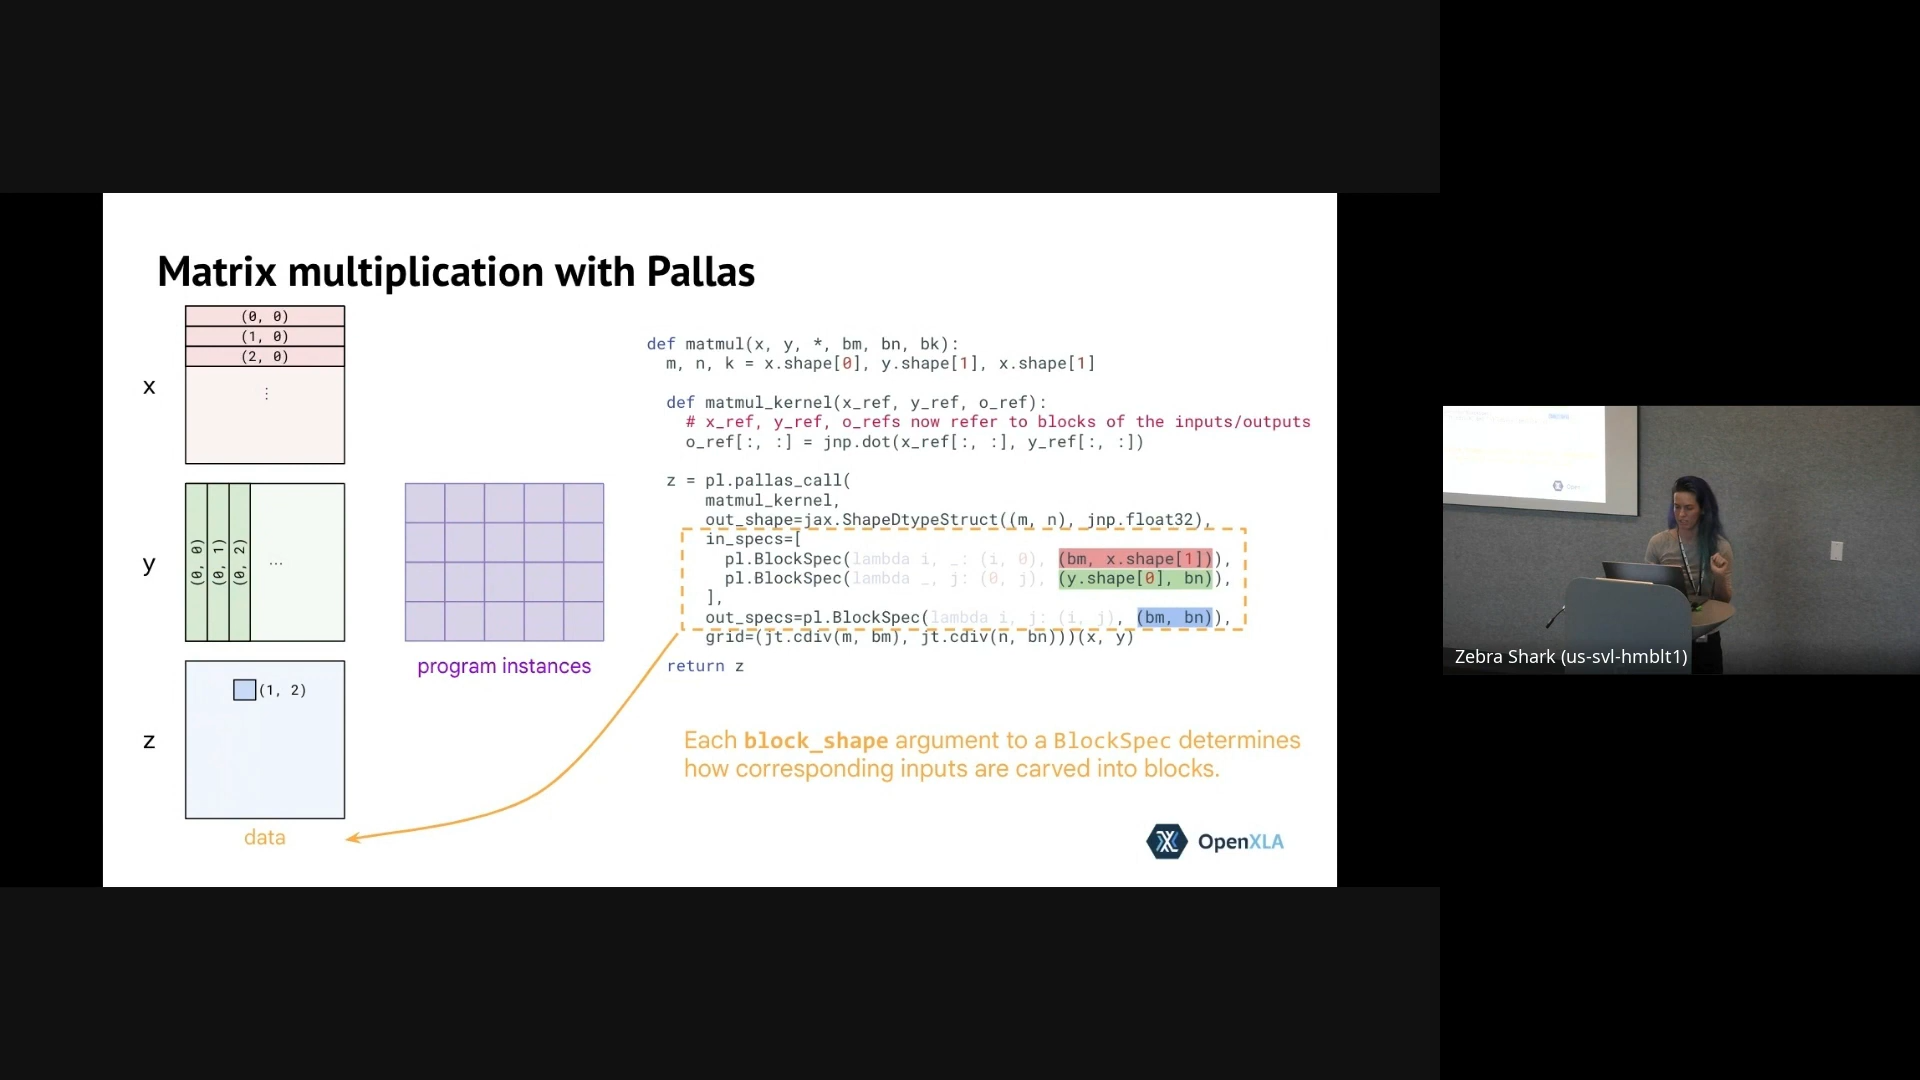 Matrix multiplication with Pallas
x
(0, 0)
(1, 0)
(2, 0)
⋮
y
(0, 0)
(0, 1)
(0, 2)
...
z
(1, 2)
data
program instances
def matmul(x, y, *, bm, bn, bk):
m, n, k = x.shape[0], y.shape[1], x.shape[1]
def matmul_kernel(x_ref, y_ref, o_ref):
# x_ref, y_ref, o_refs now refer to blocks of the inputs/outputs
o_ref[:, :] = jnp.dot(x_ref[:, :], y_ref[:, :])
z = pl.pallas_call(
matmul_kernel,
out_shape=jax.ShapeDtypeStruct((m, n), jnp.float32),
in_specs=[
pl.BlockSpec(lambda i, _: (i, 0), (bm, x.shape[1])),
pl.BlockSpec(lambda _, j: (0, j), (y.shape[0], bn)),
],
out_specs=pl.BlockSpec(lambda i, j: (i, j), (bm, bn)),
grid=(jt.cdiv(m, bm), jt.cdiv(n, bn)))(x, y)
return z
Each block_shape argument to a BlockSpec determines
how corresponding inputs are carved into blocks.
OpenXLA
Zebra Shark (us-svl-hmblt1)